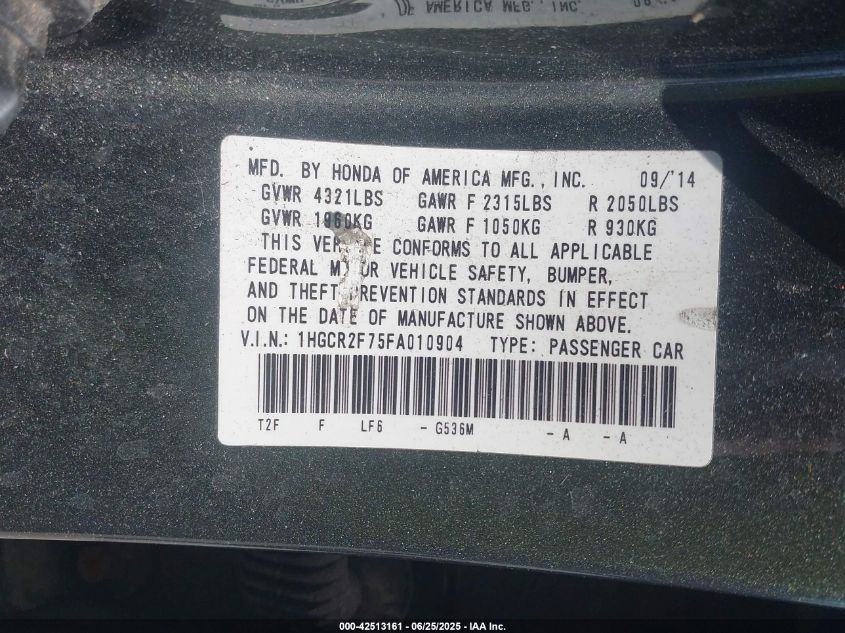 OF AMERICA MFG., INC.
MFD. BY HONDA OF AMERICA MFG., INC. 09/'14
GVWR 4321LBS GAWR F 2315LBS R 2050LBS
GVWR 1960KG GAWR F 1050KG R 930KG
THIS CONFORMS TO ALL APPLICABLE
FEDERAL VEHICLE SAFETY, BUMPER,
AND THEFT PREVENTION STANDARDS IN EFFECT
ON THE DATE OF MANUFACTURE SHOWN ABOVE.
V.I.N.: 1HGCR2F75FA010904 TYPE: PASSENGER CAR
T2F F LF6 - G536M - A - A
000-42513161 - 06/25/2025 - IAA Inc.